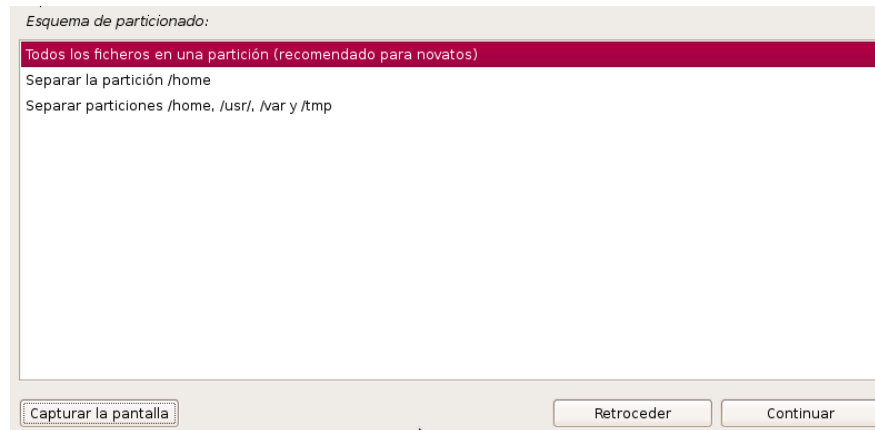 Esquema de particionado:
Todos los ficheros en una partición (recomendado para novatos)
Separar la partición /home
Separar particiones /home, /usr/, /var y /tmp
Capturar la pantalla
Retroceder
Continuar